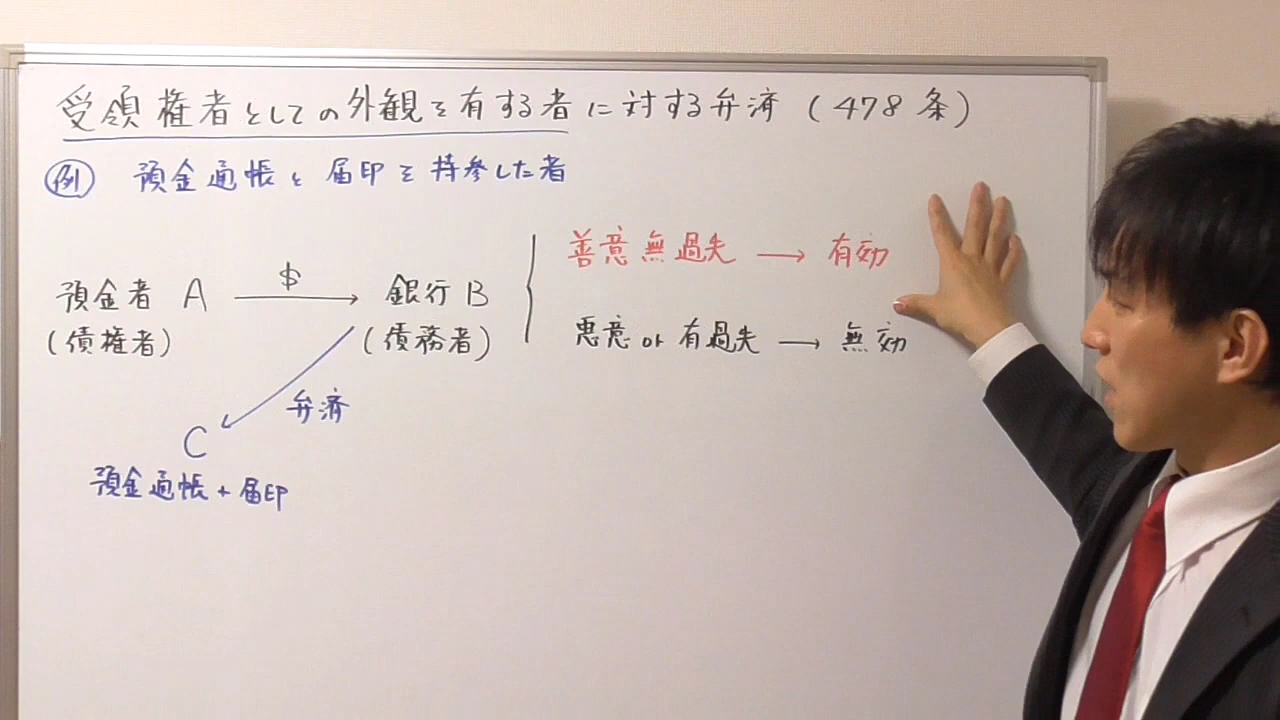 受領権者としての外観を有する者に対する弁済(478条)
例 預金通帳と届印を持参した者
預金者 A
$
銀行 B
(債権者)
(債務者)
弁済
C
預金通帳+届印
善意無過失 → 有効
悪意 or 有過失 → 無効